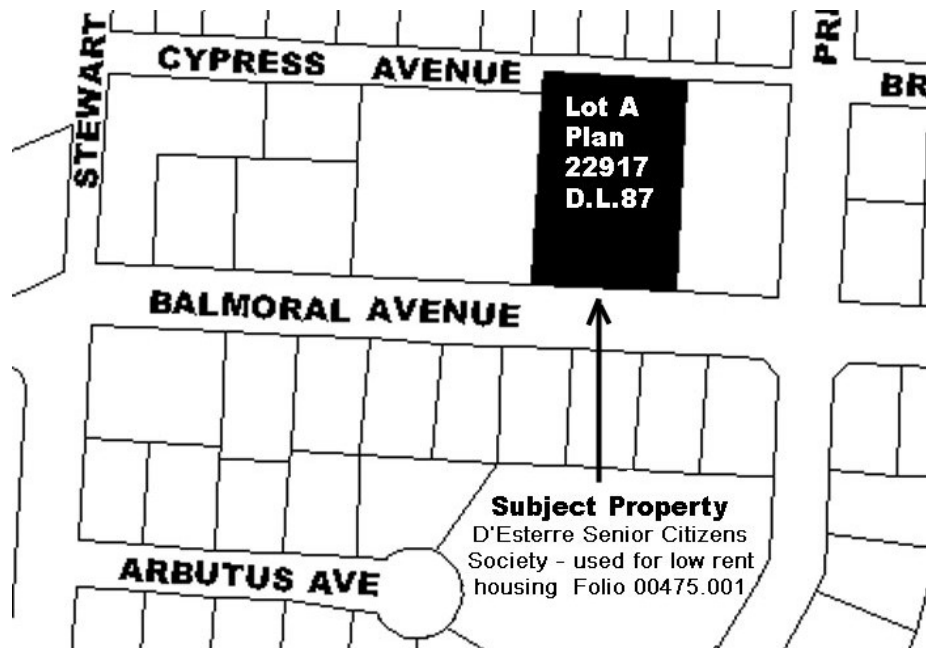 STEWART
CYPRESS AVENUE
PRI
BR
Lot A
Plan
22917
D.L.87
BALMORAL AVENUE
Subject Property
D'Esterre Senior Citizens
Society - used for low rent
housing Folio 00475.001
ARBUTUS AVE